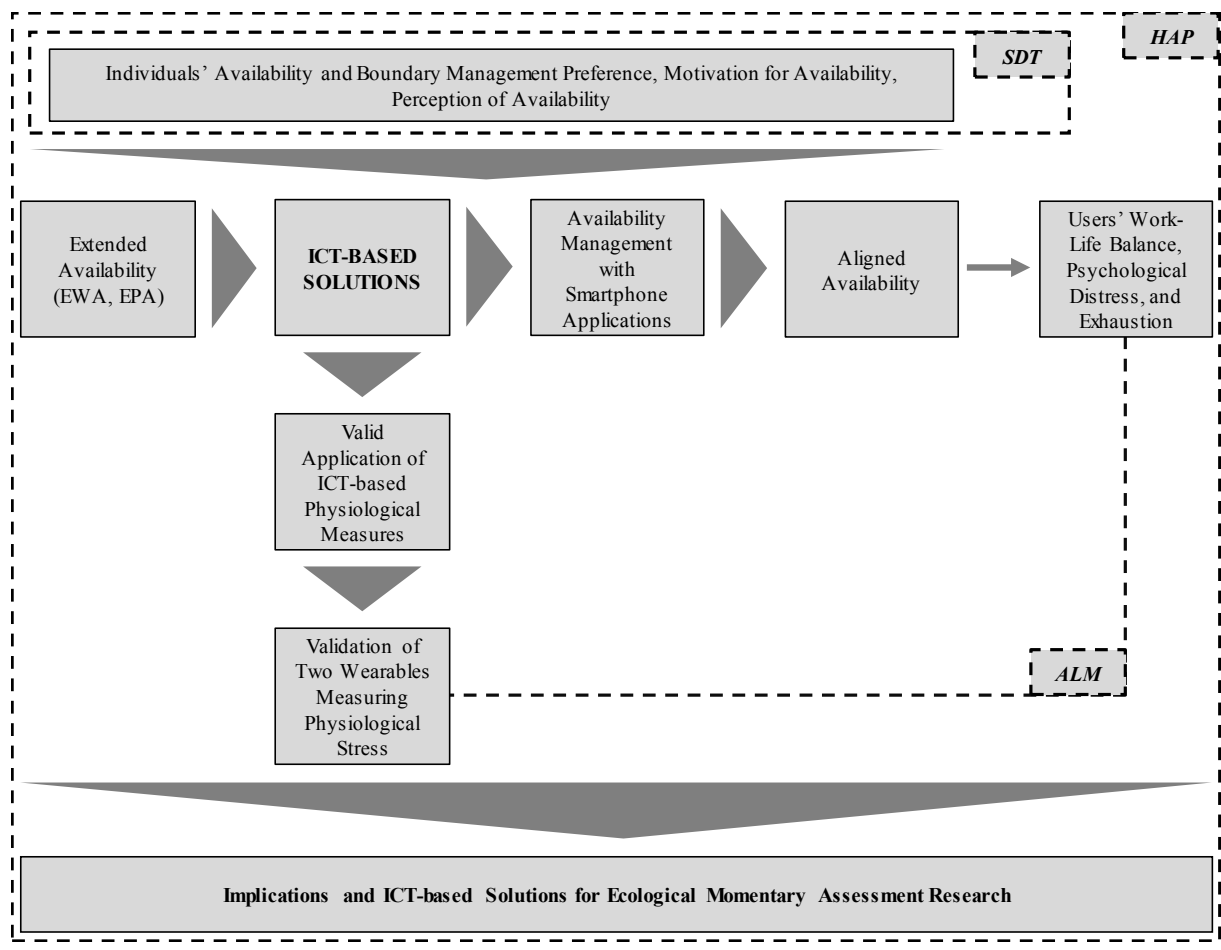 HAP
SDT
Individuals' Availability and Boundary Management Preference, Motivation for Availability,
Perception of Availability
Extended
Availability
(EWA, EPA)
ICT-BASED
SOLUTIONS
Availability
Management
with
Smartphone
Applications
Aligned
Availability
Users' Work-
Life Balance,
Psychological
Distress, and
Exhaustion
Valid
Application of
ICT-based
Physiological
Measures
Validation of
Two Wearables
Measuring
Physiological
Stress
ALM
Implications and ICT-based Solutions for Ecological Momentary Assessment Research